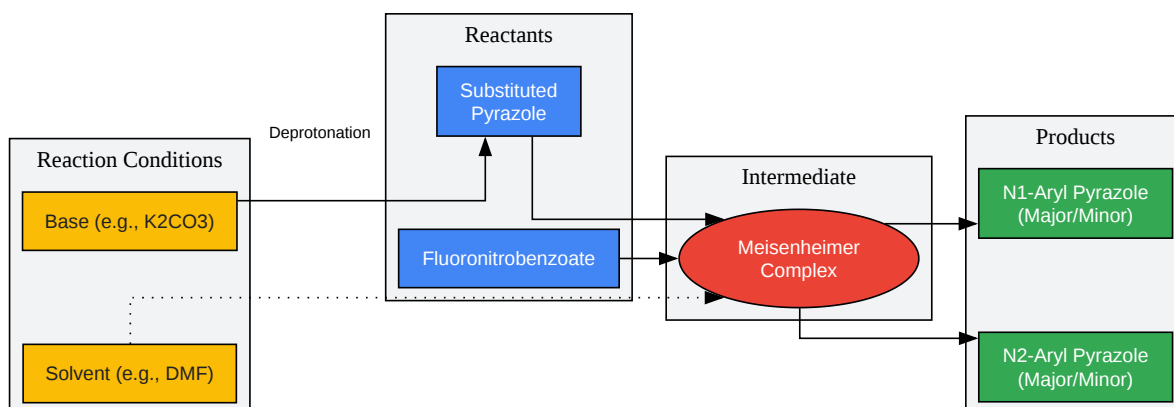 Reaction Conditions
Base (e.g., K2CO3)
Solvent (e.g., DMF)
Deprotonation
Reactants
Substituted
Pyrazole
Fluoronitrobenzoate
Intermediate
Meisenheimer
Complex
Products
N1-Aryl Pyrazole
(Major/Minor)
N2-Aryl Pyrazole
(Major/Minor)